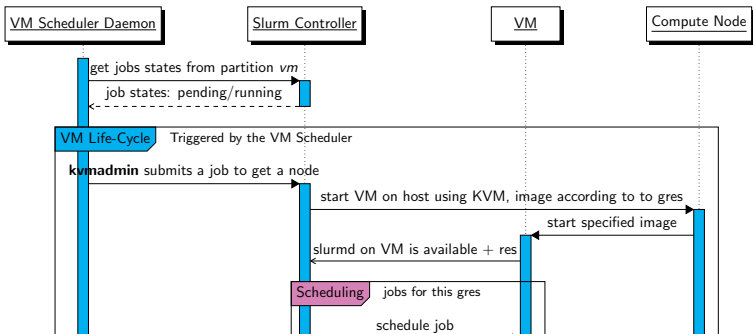 VM Scheduler Daemon
Slurm Controller
VM
Compute Node
get jobs states from partition vm
job states: pending/running
VM Life-Cycle
Triggered by the VM Scheduler
kvmadmin submits a job to get a node
start VM on host using KVM, image according to to gres
start specified image
slurmd on VM is available + res
Scheduling
jobs for this gres
schedule job